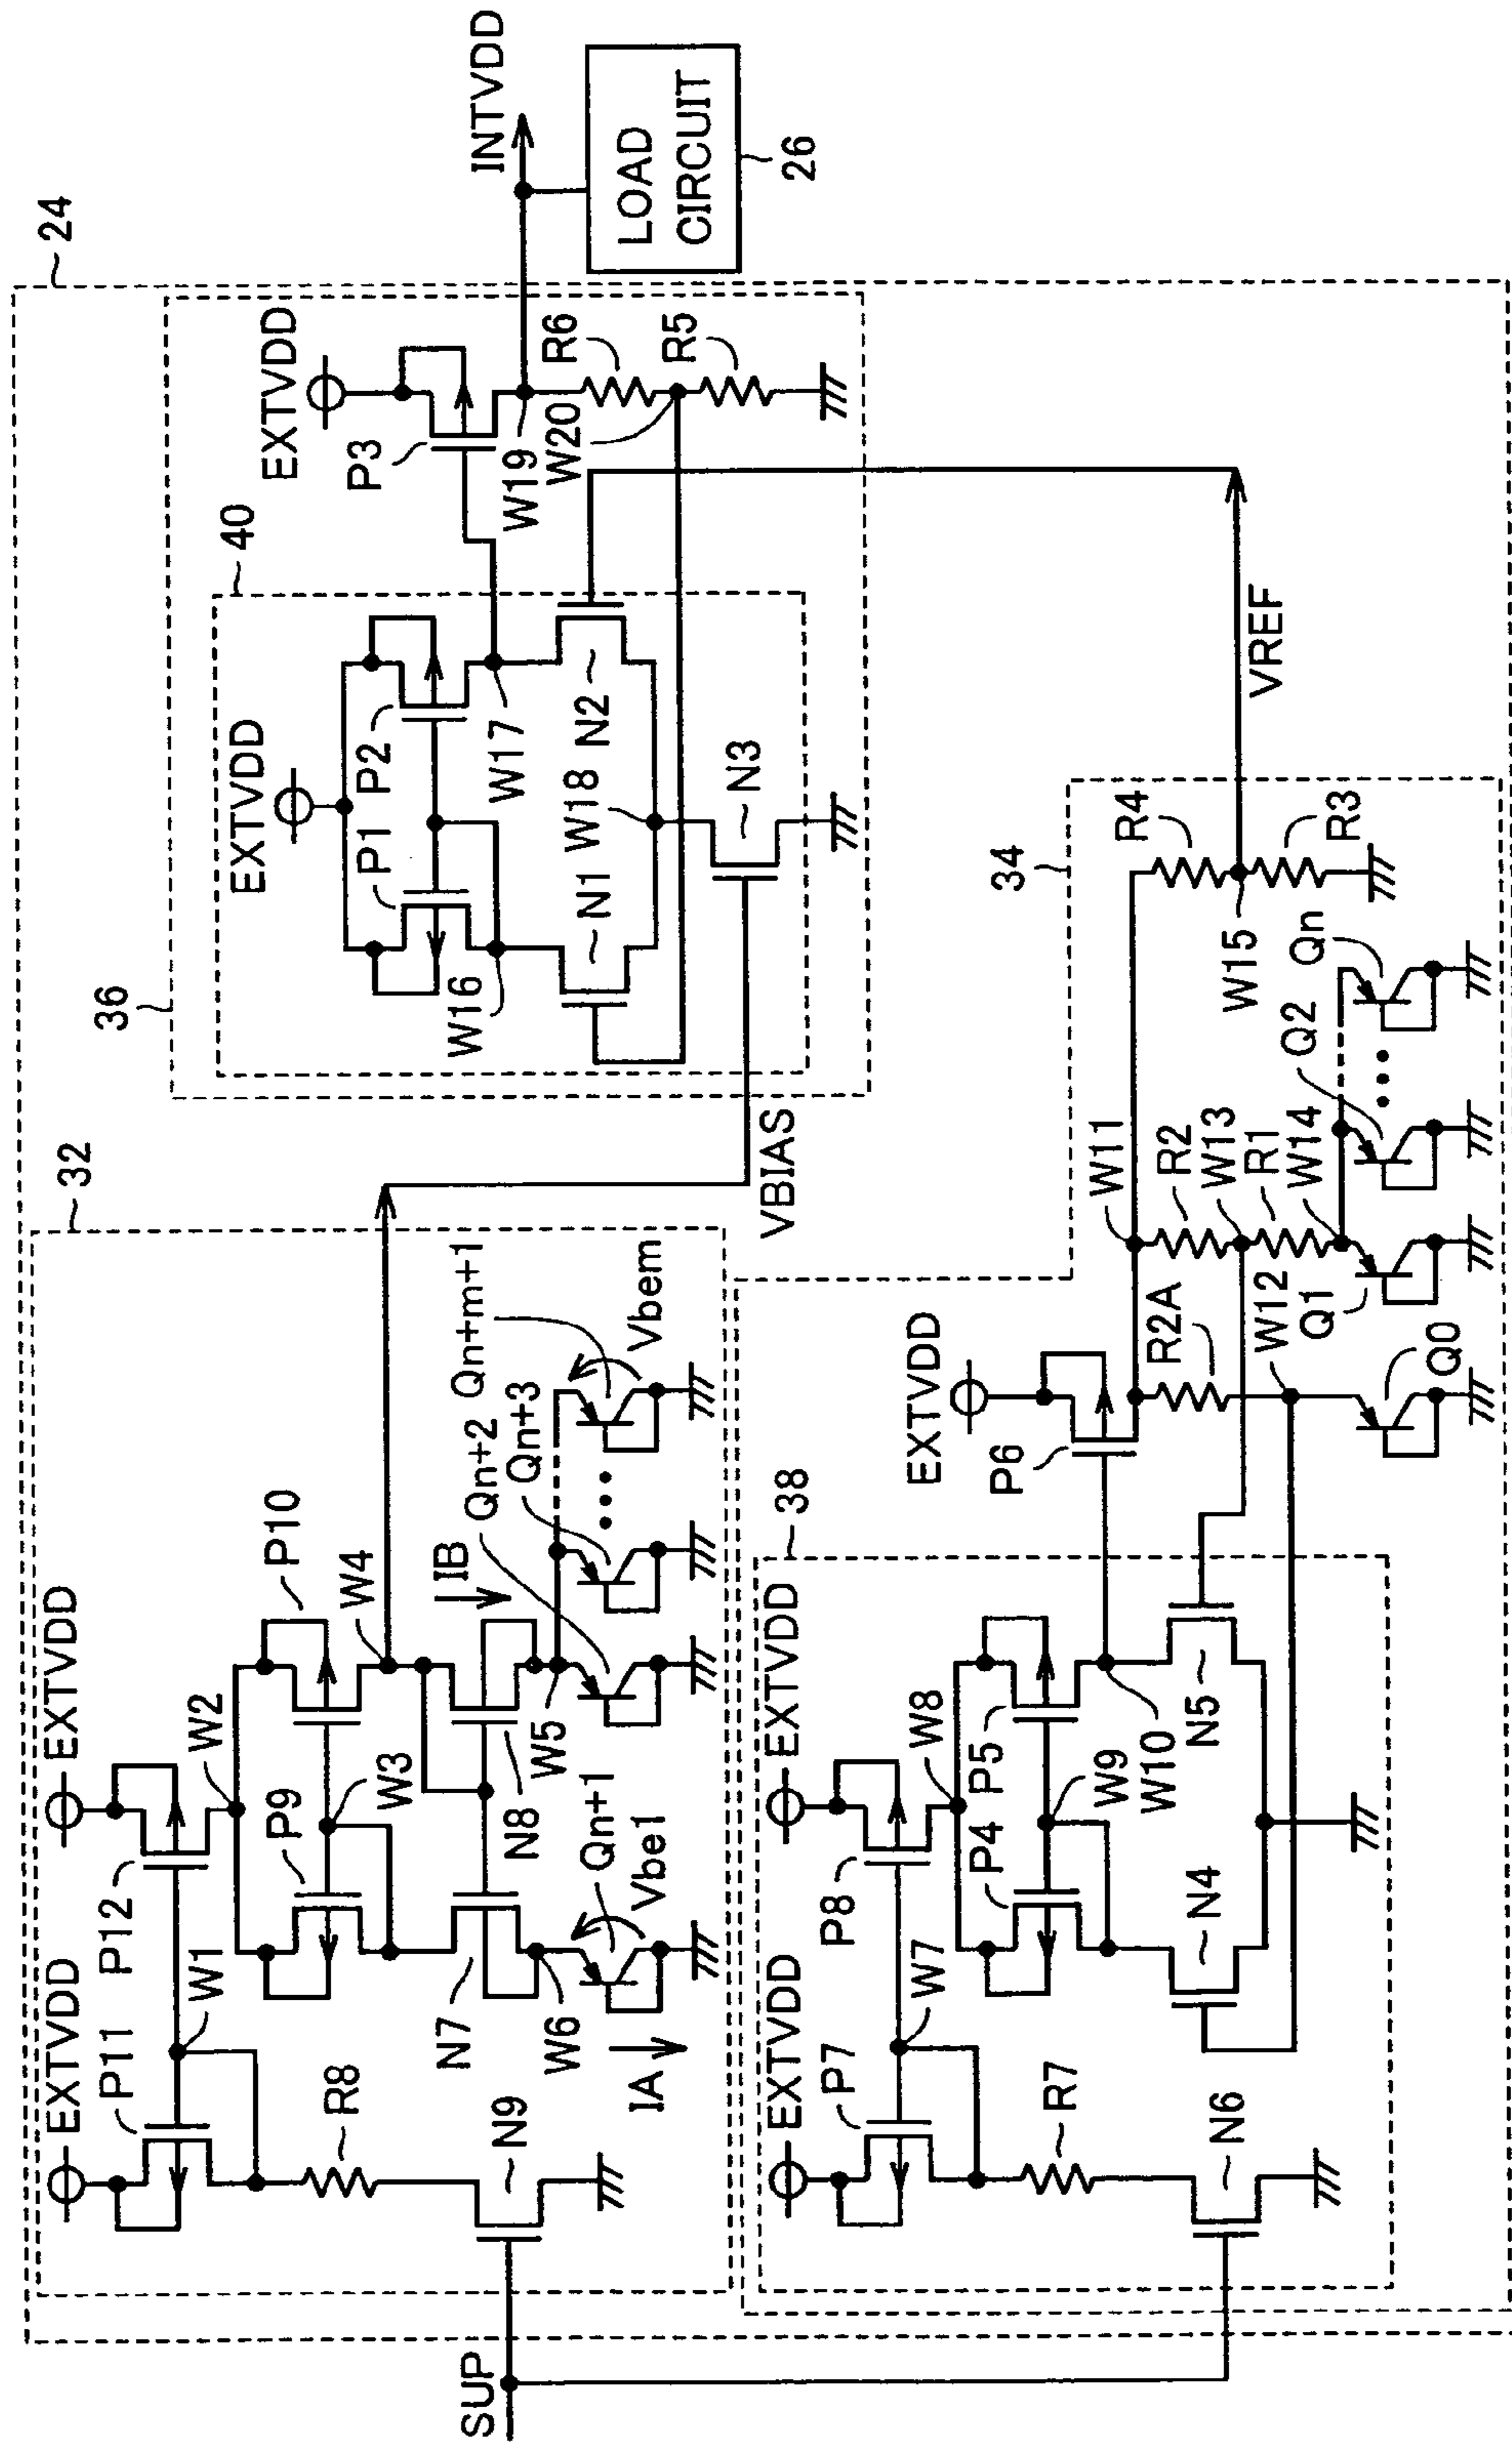 24
32
EXTVDD
EXTVDD
P11
P12
W1
W2
P9
P10
W3
W4
R8
N7
N8
IB
W5
W6
Qn+1
Vbe1
IA
Qn+2
Qn+3
Qn+m+1
Vbem
N9
SUP
VBIAS
36
40
EXTVDD
P1
P2
W16
W17
N1
W18
N2
N3
EXTVDD
P3
W19
W20
R6
R5
INTVDD
LOAD
CIRCUIT
26
38
EXTVDD
EXTVDD
P7
P8
W7
W8
P4
P5
W9
W10
R7
N4
N5
N6
34
EXTVDD
P6
R2A
W11
R2
W13
R1
W14
W12
Q1
Q0
Q2
Qn
R4
W15
R3
VREF